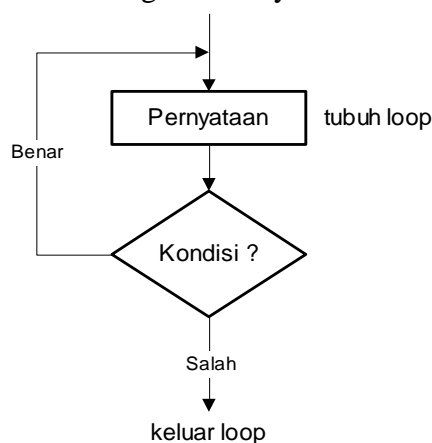 Pernyataan
tubuh loop
Benar
Kondisi ?
Salah
keluar loop